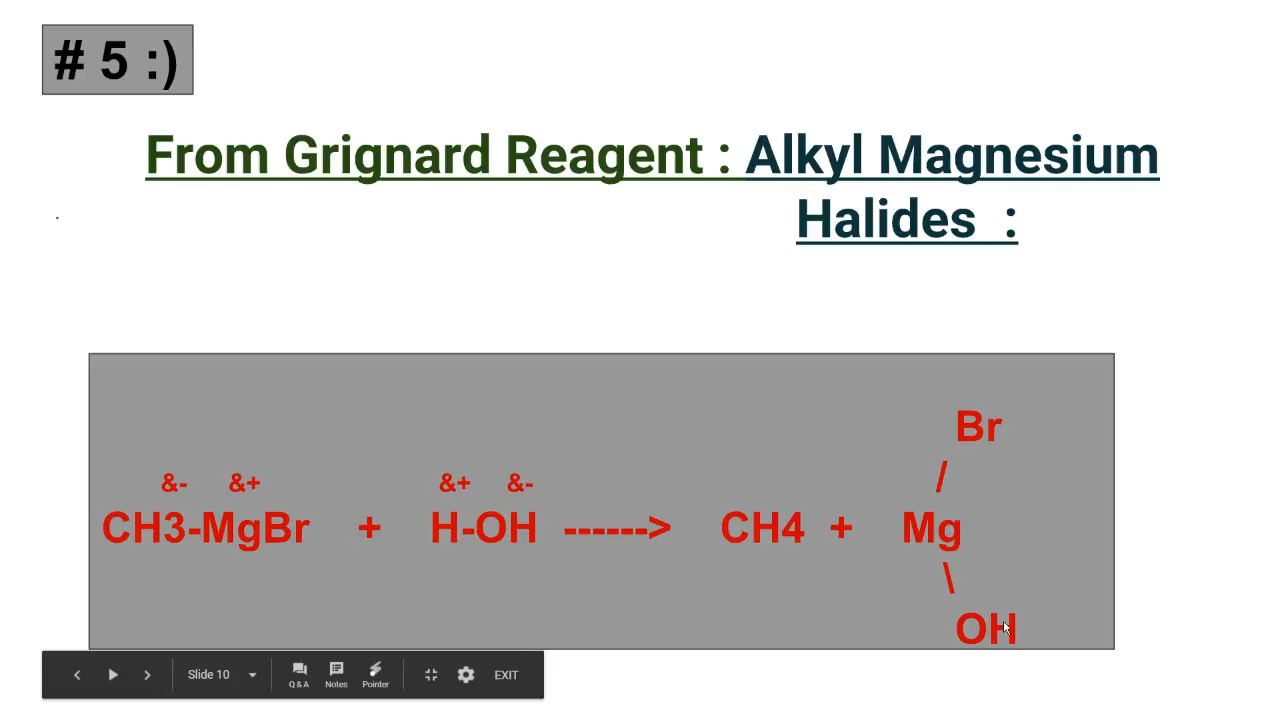 # 5 :)
From Grignard Reagent : Alkyl Magnesium
Halides :
.
Br
&- &+ &+ &- /
CH3-MgBr + H-OH ------> CH4 + Mg
\
OH
Slide 10 Q & A Notes Pointer EXIT